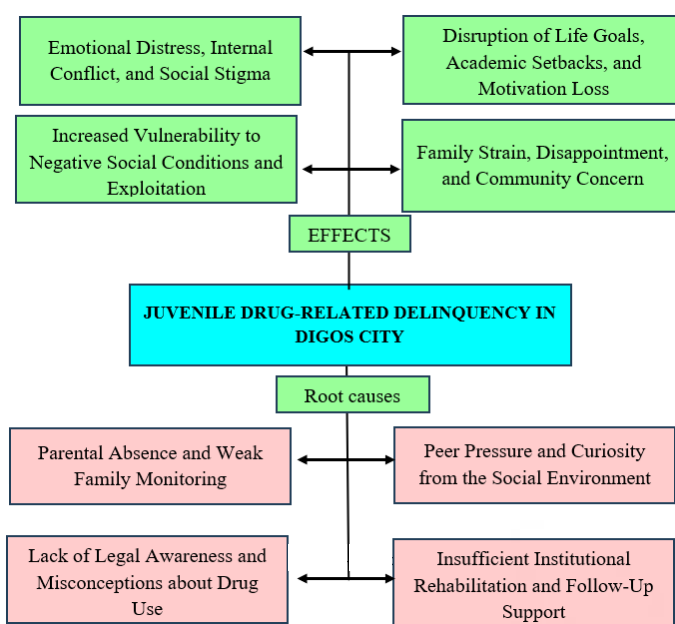 Emotional Distress, Internal
Conflict, and Social Stigma
Disruption of Life Goals,
Academic Setbacks, and
Motivation Loss
Increased Vulnerability to
Negative Social Conditions and
Exploitation
Family Strain, Disappointment,
and Community Concern
EFFECTS
JUVENILE DRUG-RELATED DELINQUENCY IN
DIGOS CITY
Root causes
Parental Absence and Weak
Family Monitoring
Peer Pressure and Curiosity
from the Social Environment
Lack of Legal Awareness and
Misconceptions about Drug
Use
Insufficient Institutional
Rehabilitation and Follow-Up
Support